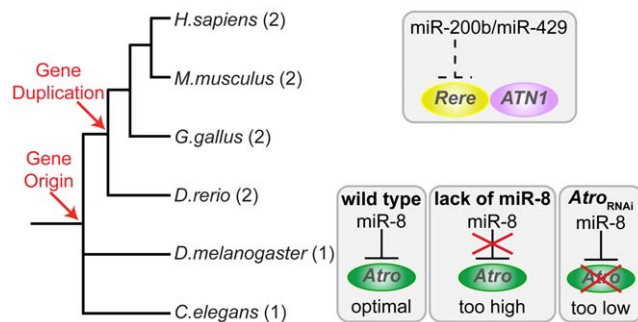 H.sapiens (2)
M.musculus (2)
G.gallus (2)
D.rerio (2)
D.melanogaster (1)
C.elegans (1)
Gene
Duplication
Gene
Origin
miR-200b/miR-429
Rere
ATN1
wild type
miR-8
Atro
optimal
lack of miR-8
miR-8
Atro
too high
AtroRNAi
miR-8
Atro
too low